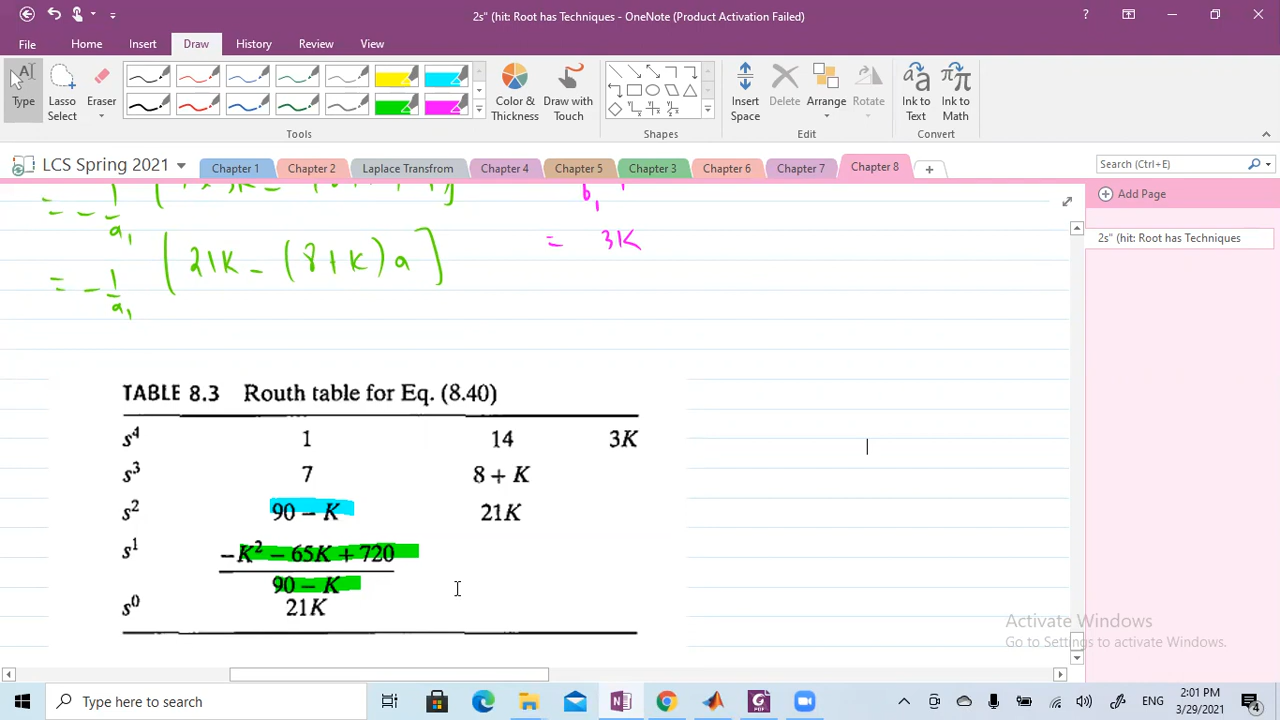 2s" (hit: Root has Techniques - OneNote (Product Activation Failed)
File Home Insert Draw History Review View
Type
Lasso Select
Eraser
Color & Thickness
Draw with Touch
Insert Space
Delete
Arrange
Rotate
Ink to Text
Ink to Math
Tools
Shapes
Edit
Convert
LCS Spring 2021
Chapter 1 Chapter 2 Laplace Transfrom Chapter 4 Chapter 5 Chapter 3 Chapter 6 Chapter 7 Chapter 8
Search (Ctrl+E)
Add Page
2s" (hit: Root has Techniques
b₁
= 3K
= - 1/a₁ [21K - (8+K)a]
TABLE 8.3 Routh table for Eq. (8.40)
s⁴ 1 14 3K
s³ 7 8 + K
s² 90 − K 21K
s¹ −K² − 65K + 720
90 − K
s⁰ 21K
Activate Windows
Go to Settings to activate Windows.
Type here to search
2:01 PM
3/29/2021
4